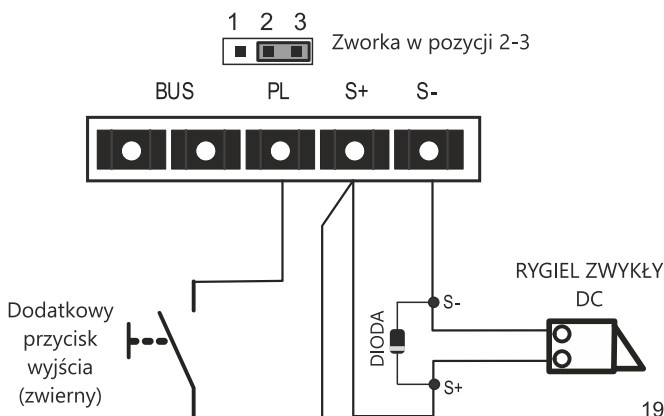 1 2 3
Zworka w pozycji 2-3
BUS PL S+ S-
RYGIEL ZWYKŁY
DC
S-
DIODA
S+
Dodatkowy
przycisk
wyjścia
(zwierny)
19